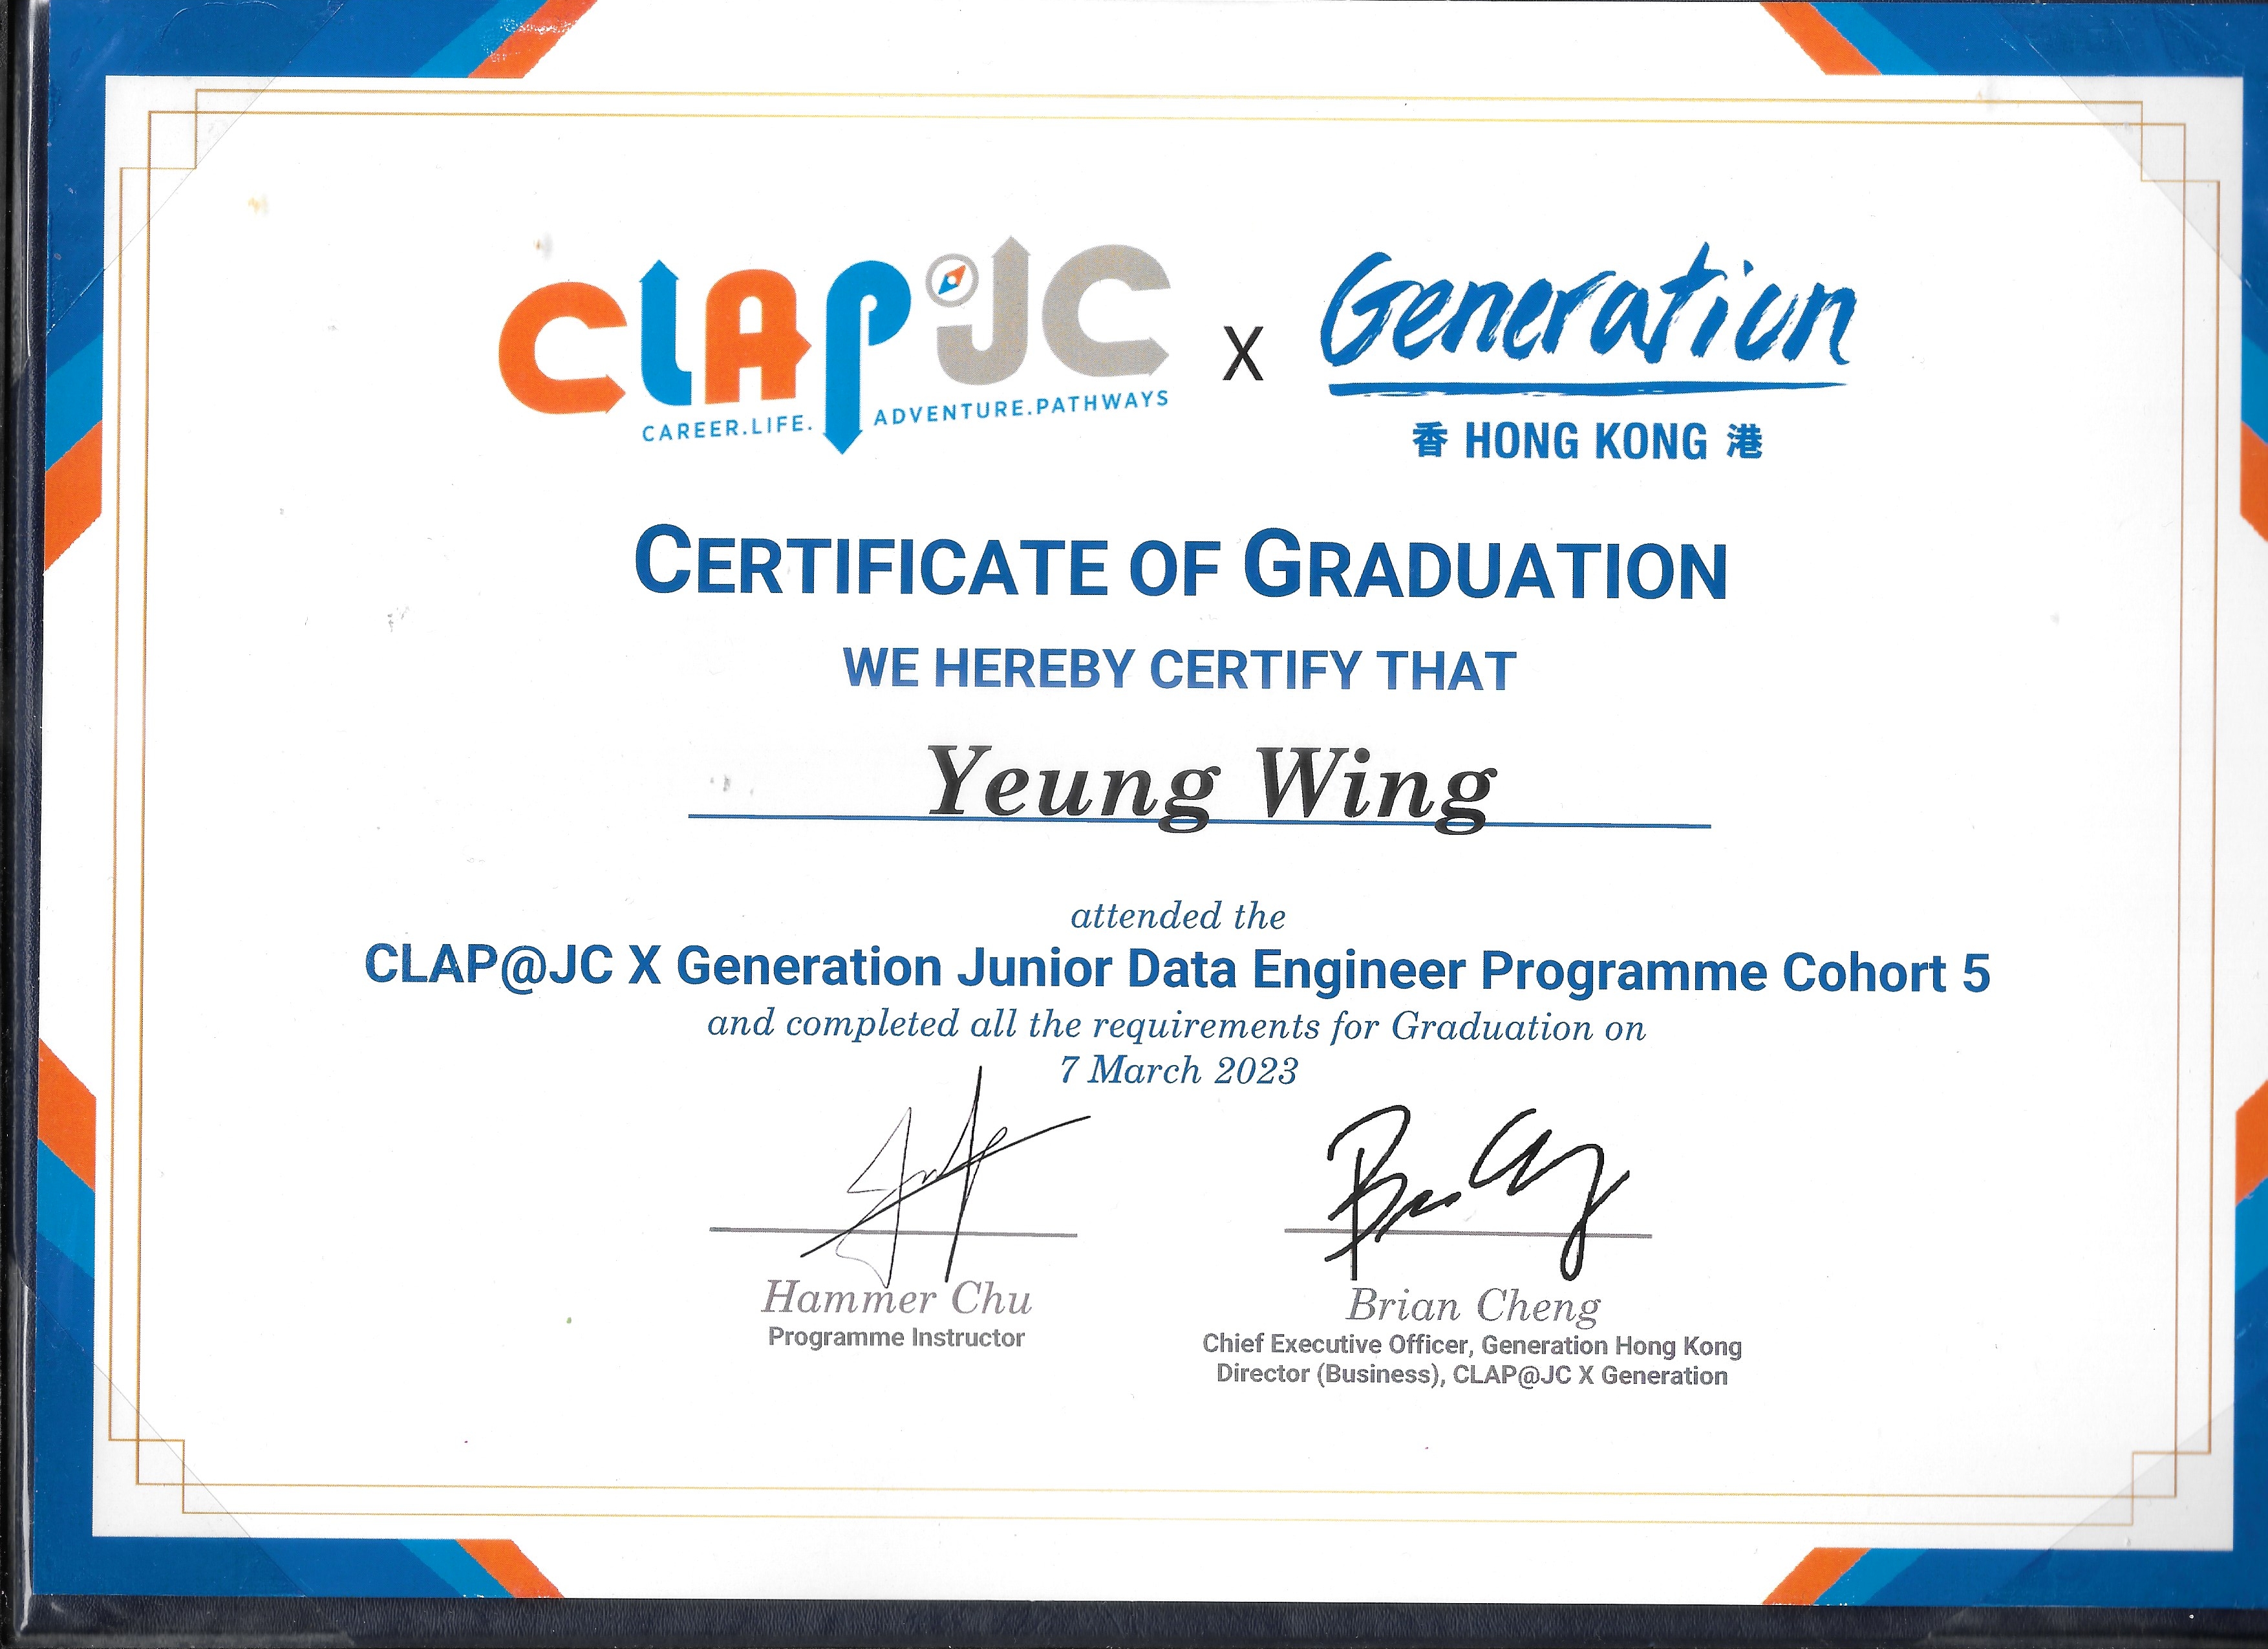 CLAP@JC x Generation
CAREER.LIFE. ADVENTURE.PATHWAYS
香 HONG KONG 港
CERTIFICATE OF GRADUATION
WE HEREBY CERTIFY THAT
Yeung Wing
attended the
CLAP@JC X Generation Junior Data Engineer Programme Cohort 5
and completed all the requirements for Graduation on
7 March 2023
Hammer Chu
Programme Instructor
Brian Cheng
Chief Executive Officer, Generation Hong Kong
Director (Business), CLAP@JC X Generation